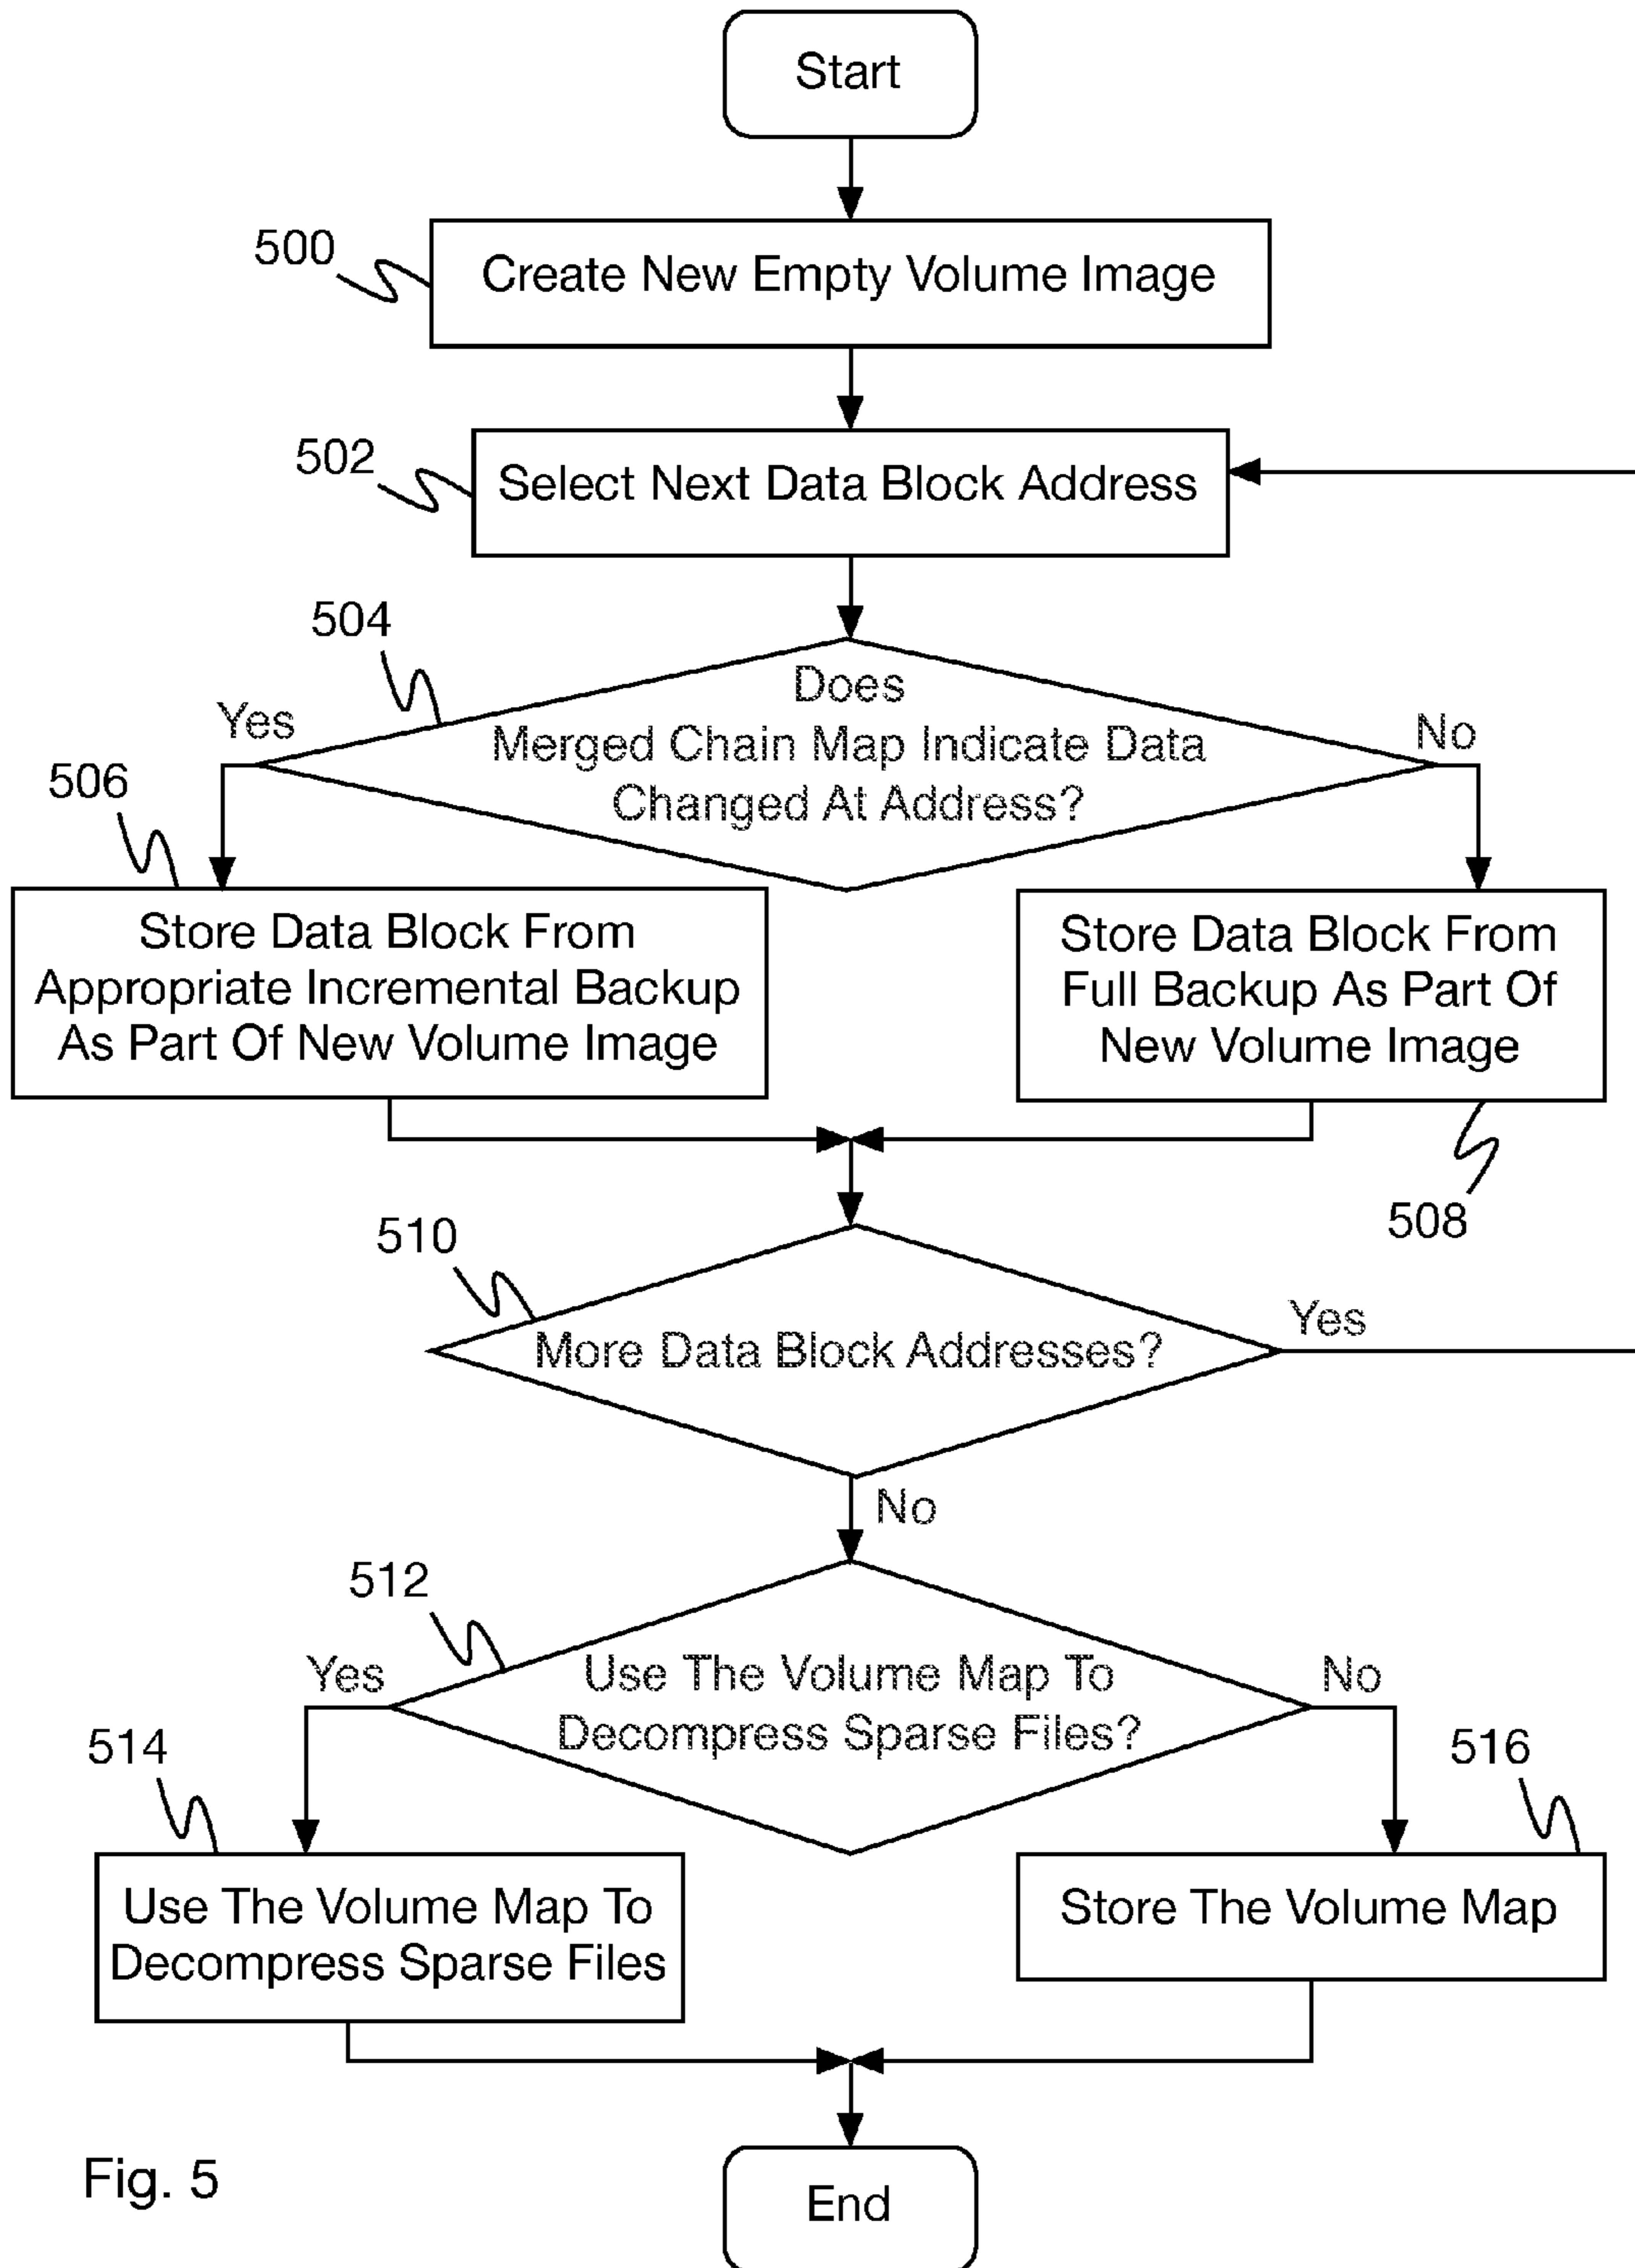 Start
500
Create New Empty Volume Image
502
Select Next Data Block Address
504
Does
Merged Chain Map Indicate Data
Changed At Address?
Yes
No
506
Store Data Block From
Appropriate Incremental Backup
As Part Of New Volume Image
Store Data Block From
Full Backup As Part Of
New Volume Image
508
510
More Data Block Addresses?
Yes
No
512
Use The Volume Map To
Decompress Sparse Files?
Yes
No
514
Use The Volume Map To
Decompress Sparse Files
516
Store The Volume Map
Fig. 5
End